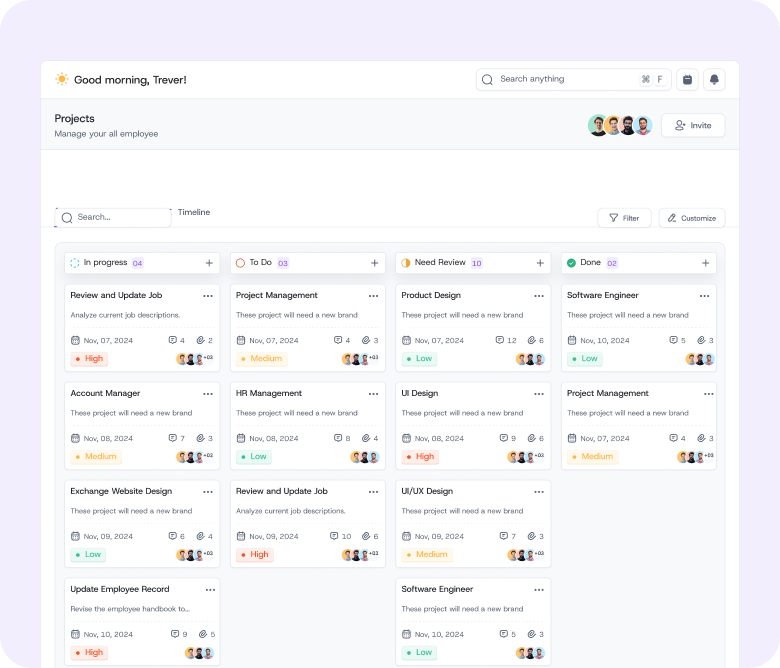 Good morning, Trever!
Search anything
⌘ F
Projects
Manage your all employee
Invite
Search...
Timeline
Filter
Customize
In progress 04
Review and Update Job
Analyze current job descriptions.
Nov, 07, 2024 4 2
High +03
Account Manager
These project will need a new brand
Nov, 08, 2024 7 3
Medium +03
Exchange Website Design
These project will need a new brand
Nov, 09, 2024 6 4
Low +03
Update Employee Record
Revise the employee handbook to...
Nov, 10, 2024 9 5
High
To Do 03
Project Management
These project will need a new brand
Nov, 07, 2024 4 3
Medium +03
HR Management
These project will need a new brand
Nov, 08, 2024 8 4
Low
Review and Update Job
Analyze current job descriptions.
Nov, 09, 2024 10 6
High +03
Need Review 10
Product Design
These project will need a new brand
Nov, 07, 2024 12 6
Low
UI Design
These project will need a new brand
Nov, 08, 2024 9 6
High +03
UI/UX Design
These project will need a new brand
Nov, 09, 2024 7 3
Medium +03
Software Engineer
These project will need a new brand
Nov, 10, 2024 5 3
Low
Done 02
Software Engineer
These project will need a new brand
Nov, 10, 2024 5 3
Low
Project Management
These project will need a new brand
Nov, 07, 2024 4 3
Medium +03